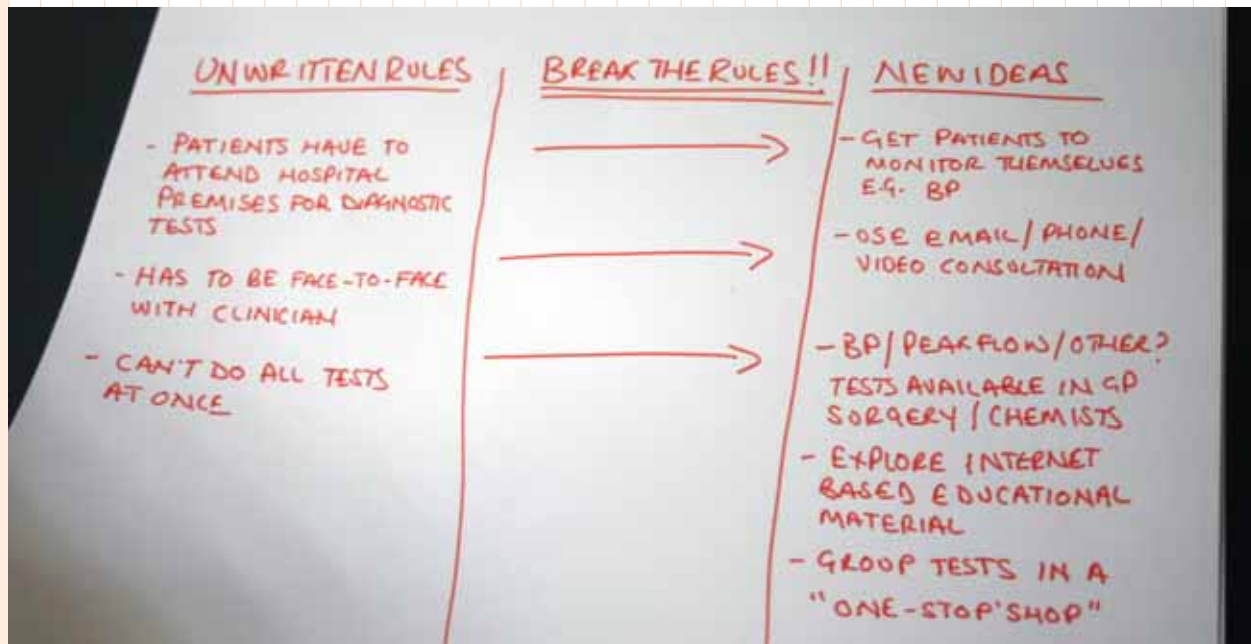 UNWRITTEN RULES
- PATIENTS HAVE TO
ATTEND HOSPITAL
PREMISES FOR DIAGNOSTIC
TESTS
- HAS TO BE FACE-TO-FACE
WITH CLINICIAN
- CAN'T DO ALL TESTS
AT ONCE
BREAK THE RULES!!
NEW IDEAS
- GET PATIENTS TO
MONITOR THEMSELVES
E.G. BP
- USE EMAIL/PHONE/
VIDEO CONSULTATION
- BP/PEAKFLOW/OTHER?
TESTS AVAILABLE IN GP
SURGERY/CHEMISTS
- EXPLORE INTERNET
BASED EDUCATIONAL
MATERIAL
- GROUP TESTS IN A
"ONE-STOP'SHOP"